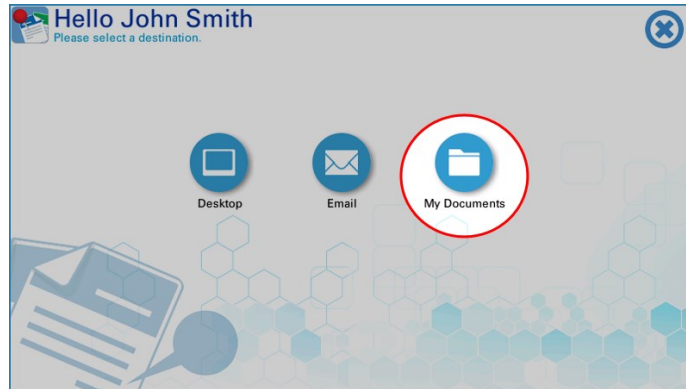 Hello John Smith
Please select a destination.
Desktop
Email
My Documents